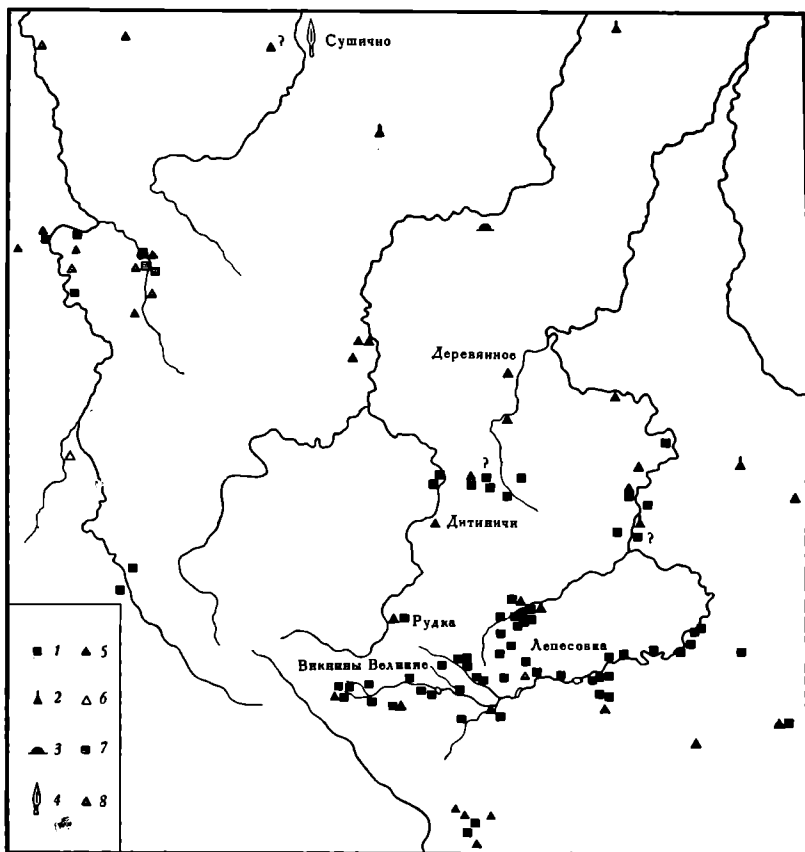 ? Сушично
Деревянное
?
Дитиничи
?
Рудка
Лепесовка
Викнины Великие
1 5
2 6
3 7
4 8